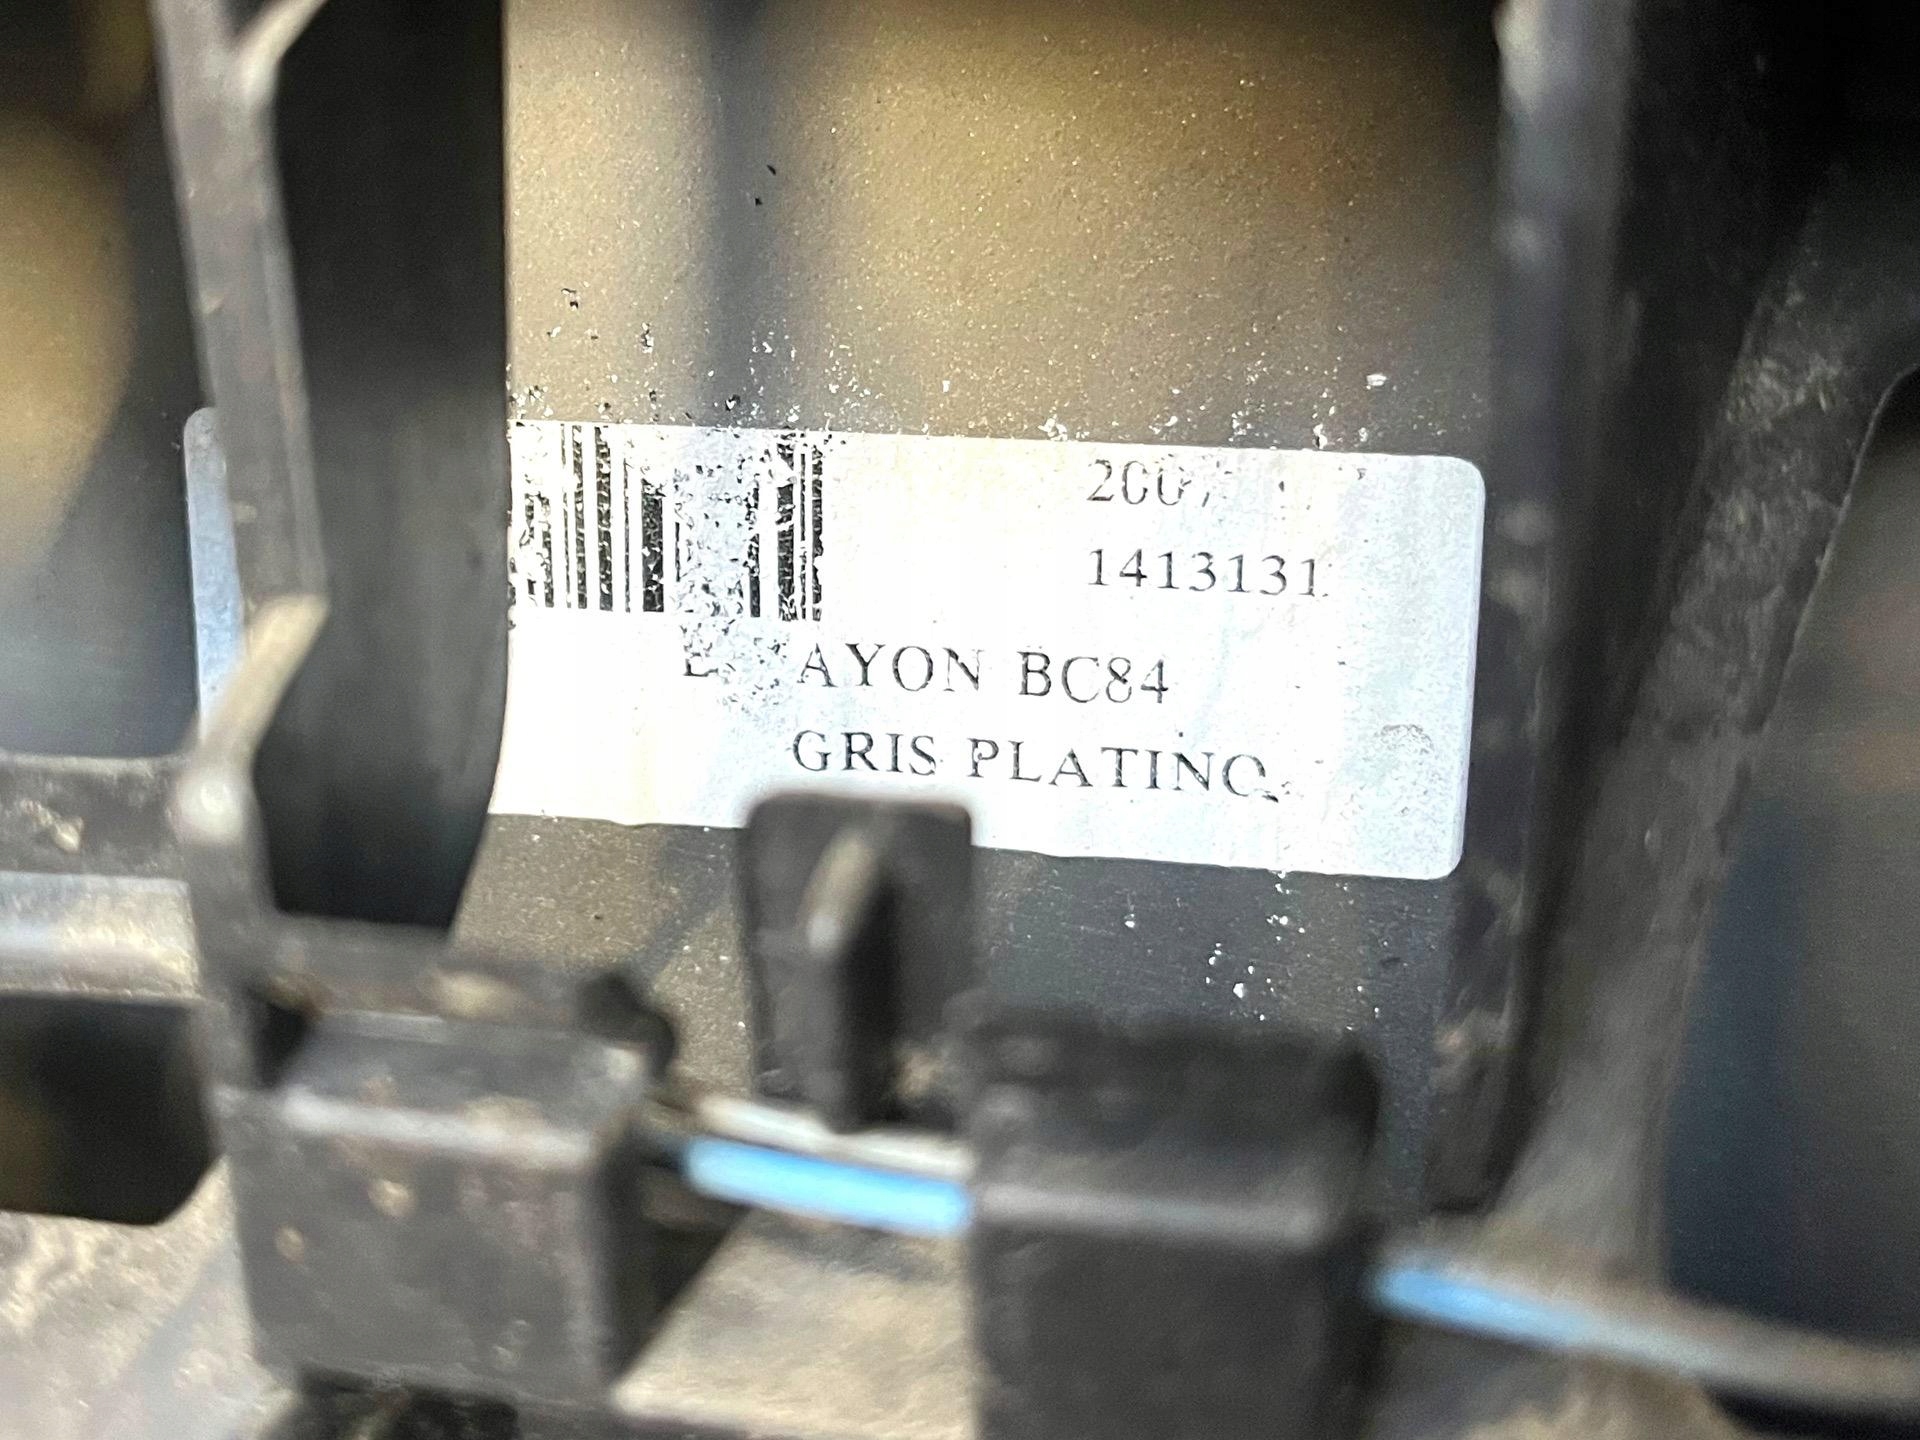 1413131
AYON BC84
GRIS PLATINO